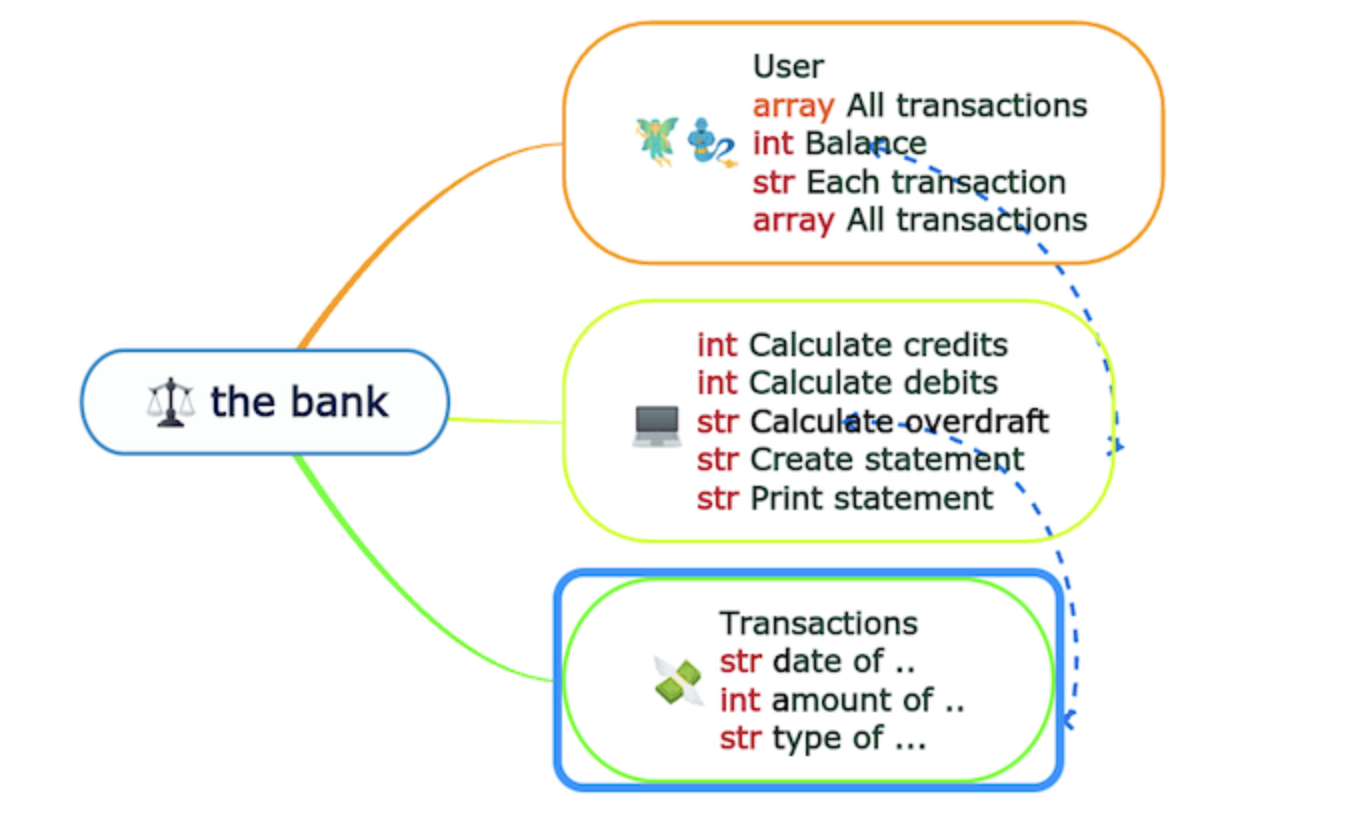 User
array All transactions
int Balance
str Each transaction
array All transactions
int Calculate credits
int Calculate debits
the bank
str Calculate overdraft
str Create statement
str Print statement
Transactions
str date of ..
int amount of ..
str type of ...